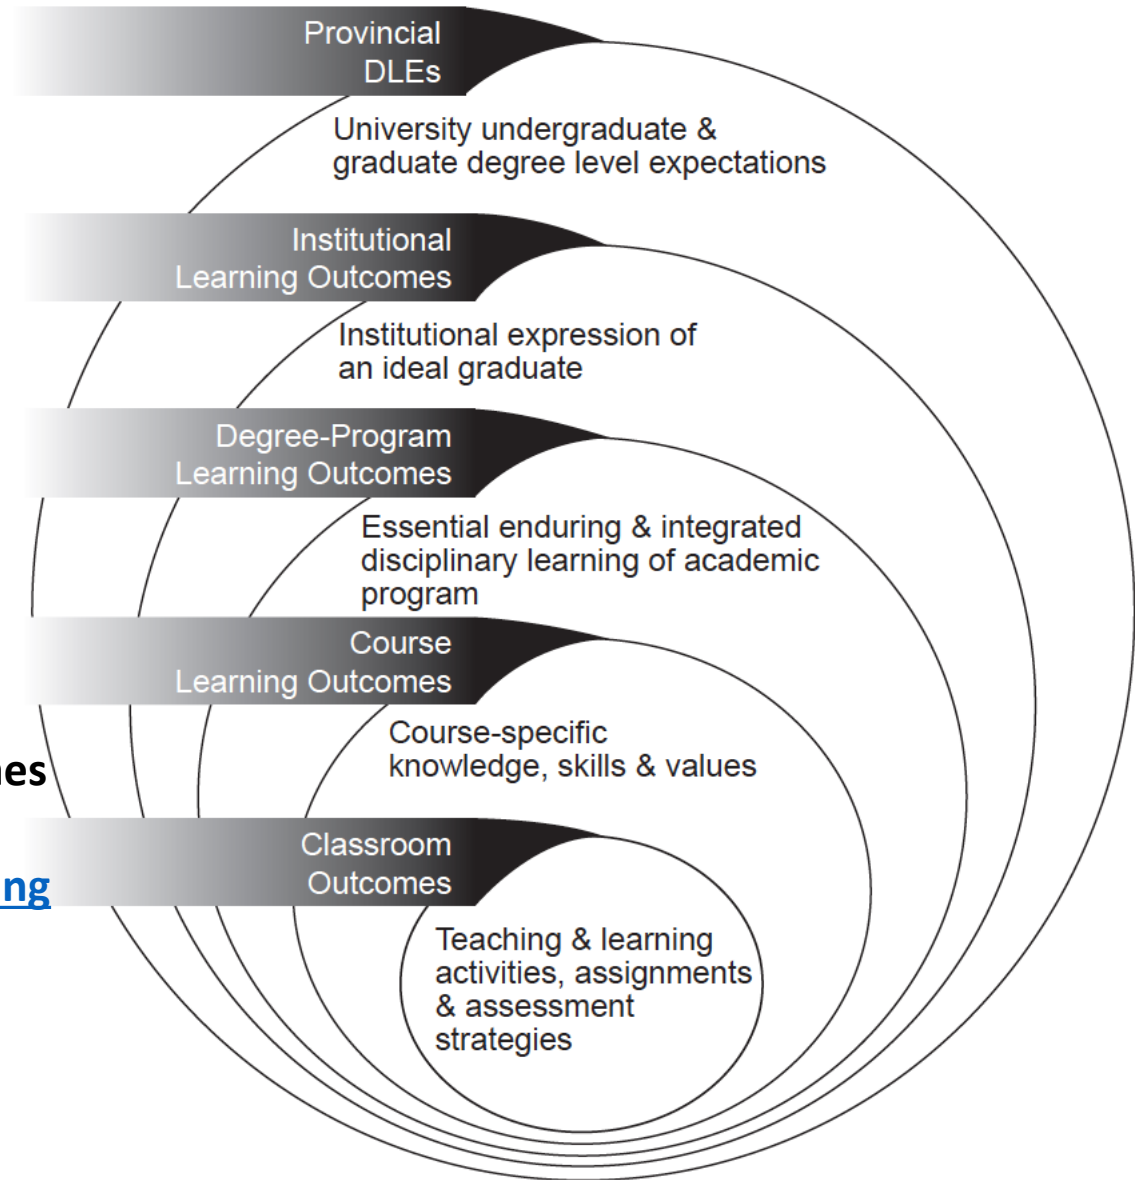 Provincial
DLEs
University undergraduate &
graduate degree level expectations
Institutional
Learning Outcomes
Institutional expression of
an ideal graduate
Degree-Program
Learning Outcomes
Essential enduring & integrated
disciplinary learning of academic
program
Course
Learning Outcomes
Course-specific
knowledge, skills & values
nes
Classroom
Outcomes
ng
Teaching & learning
activities, assignments
& assessment
strategies